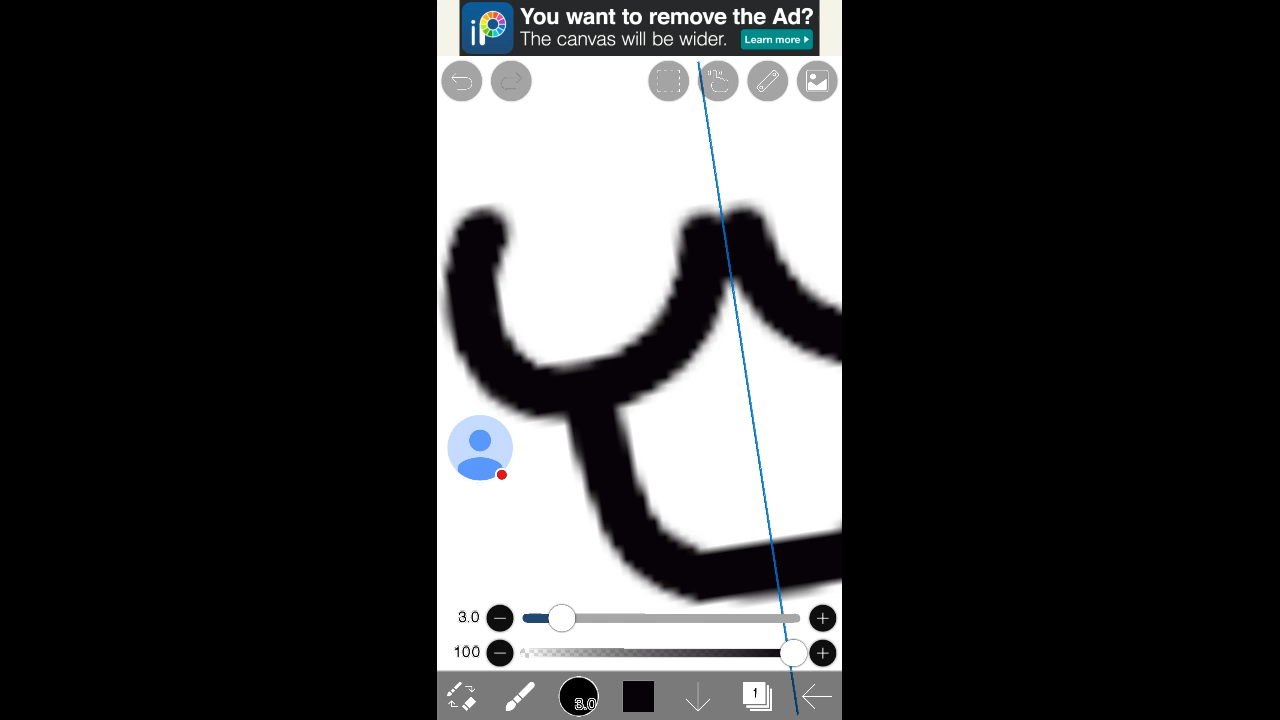 iP
You want to remove the Ad?
The canvas will be wider.
Learn more
3.0
100
3.0
1